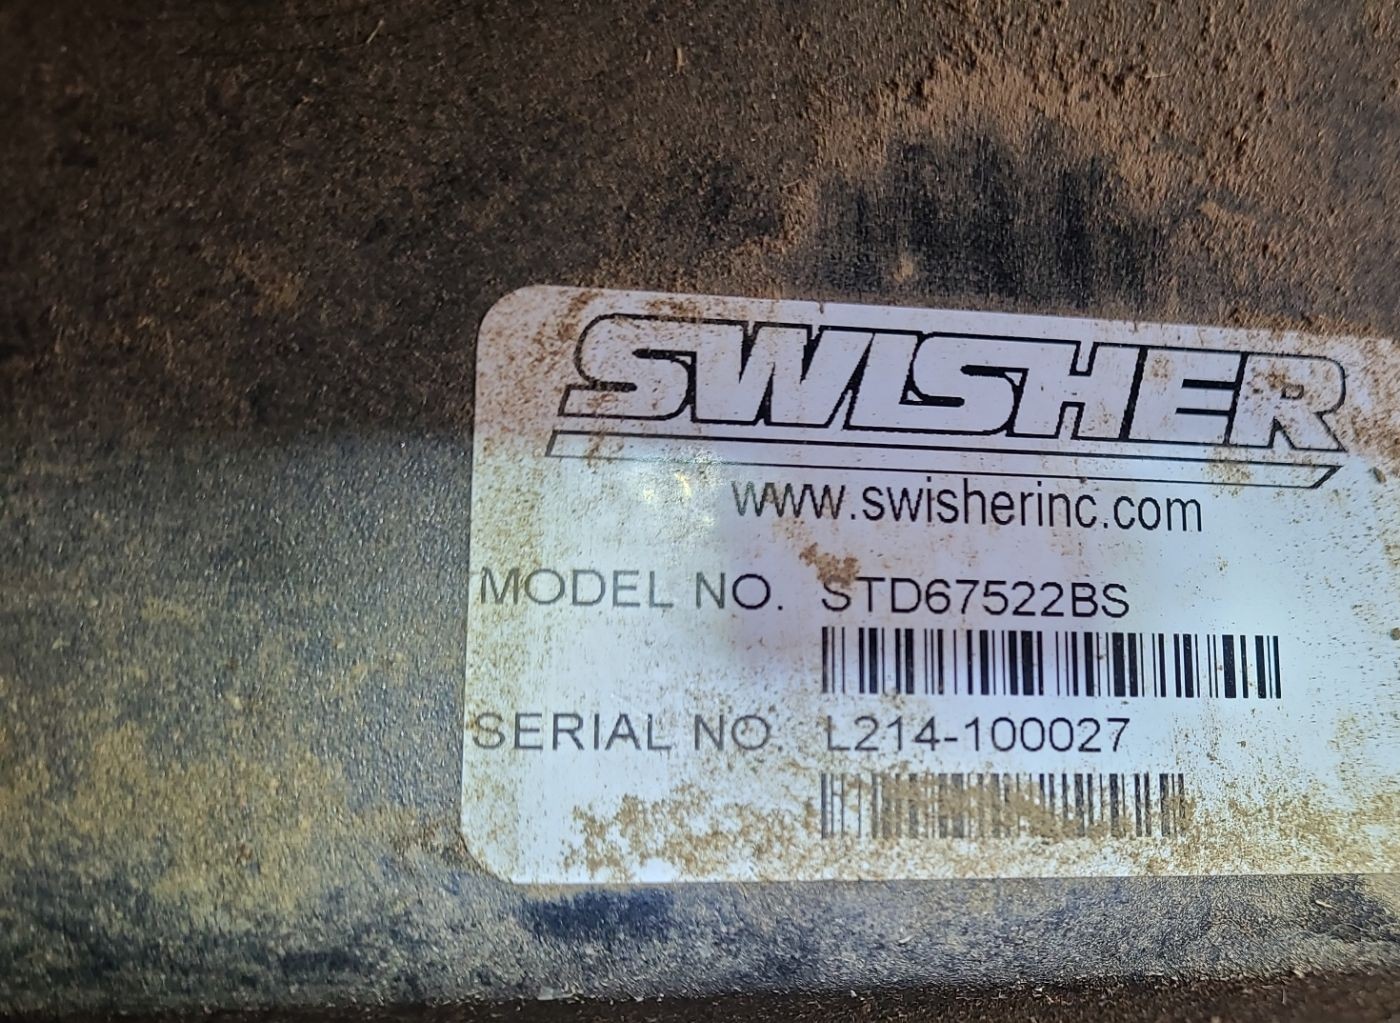 SWISHER
www.swisherinc.com
MODEL NO. STD67522BS
SERIAL NO. L214-100027